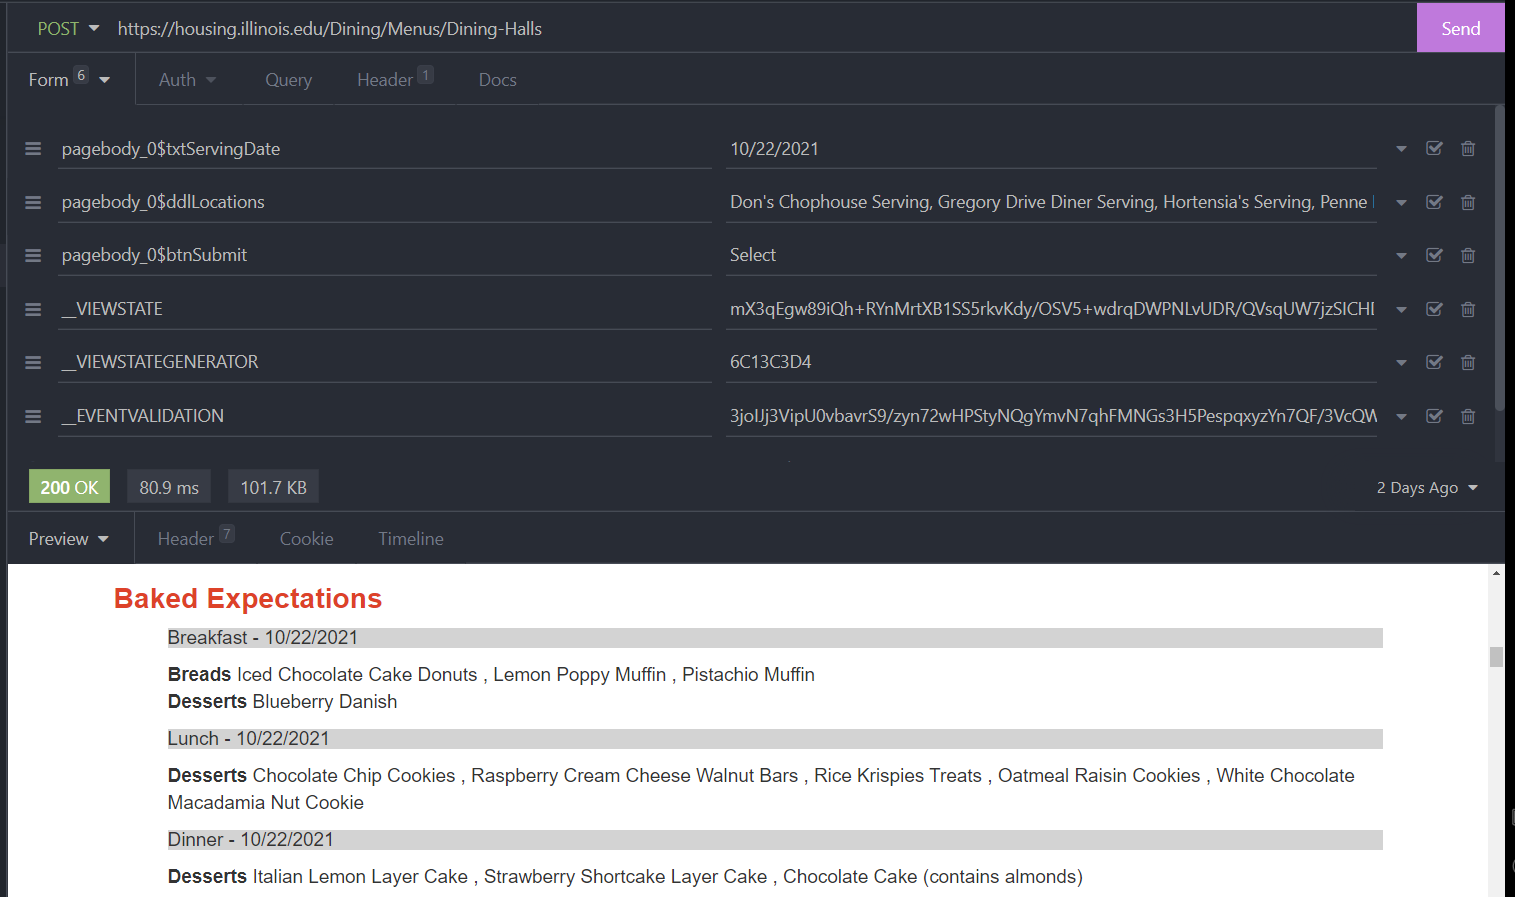 POST https://housing.illinois.edu/Dining/Menus/Dining-Halls Send
Form 6 Auth Query Header 1 Docs
pagebody_0$txtServingDate 10/22/2021
pagebody_0$ddlLocations Don's Chophouse Serving, Gregory Drive Diner Serving, Hortensia's Serving, Penne
pagebody_0$btnSubmit Select
__VIEWSTATE mX3qEgw89iQh+RYnMrtXB1SS5rkvKdy/OSV5+wdrqDWPNLvUDR/QVsqUW7jzSICH
__VIEWSTATEGENERATOR 6C13C3D4
__EVENTVALIDATION 3joIJj3VipU0vbavrS9/zyn72wHPStyNQgYmvN7qhFMNGs3H5PespqxyzYn7QF/3VcQW
200 OK 80.9 ms 101.7 KB 2 Days Ago
Preview Header 7 Cookie Timeline
Baked Expectations
Breakfast - 10/22/2021
Breads Iced Chocolate Cake Donuts , Lemon Poppy Muffin , Pistachio Muffin
Desserts Blueberry Danish
Lunch - 10/22/2021
Desserts Chocolate Chip Cookies , Raspberry Cream Cheese Walnut Bars , Rice Krispies Treats , Oatmeal Raisin Cookies , White Chocolate
Macadamia Nut Cookie
Dinner - 10/22/2021
Desserts Italian Lemon Layer Cake , Strawberry Shortcake Layer Cake , Chocolate Cake (contains almonds)